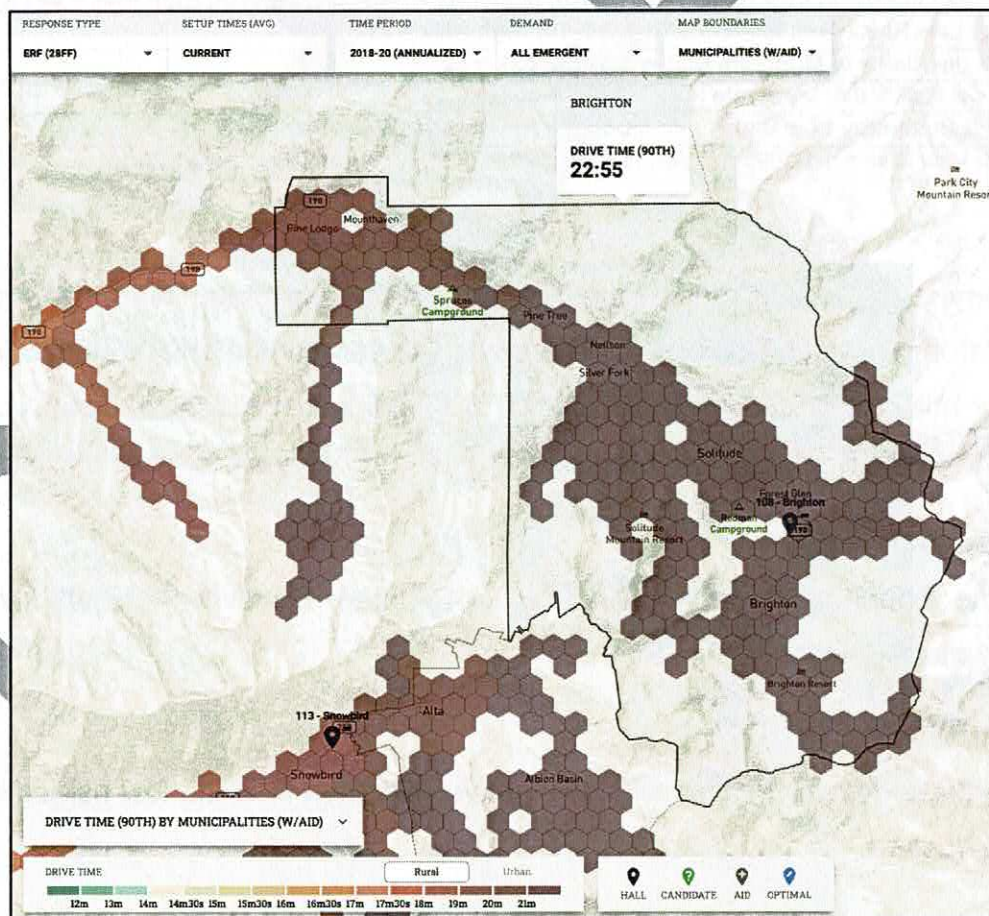 RESPONSE TYPE
SETUP TIMES (AVG)
TIME PERIOD
DEMAND
MAP BOUNDARIES
ERF (28FF)
CURRENT
2018-20 (ANNUALIZED)
ALL EMERGENT
MUNICIPALITIES (W/AID)
BRIGHTON
DRIVE TIME (90TH)
22:55
Park City
Mountain Resor
190
Mounthaven
Pine Lodge
190
Spruces
Campground
190
Pine Tree
Neilson
Silver Fork
Solitude
Forest Glen
108 - Brighton
Redman
Campground
190
Solitude
Mountain Resort
Brighton
Brighton Resort
Alta
113 - Snowbird
Snowbird
Albion Basin
DRIVE TIME (90TH) BY MUNICIPALITIES (W/AID)
DRIVE TIME
Rural
Urban
12m 13m 14m 14m30s 15m 15m30s 16m 16m30s 17m 17m30s 18m 19m 20m 21m
HALL CANDIDATE AID OPTIMAL